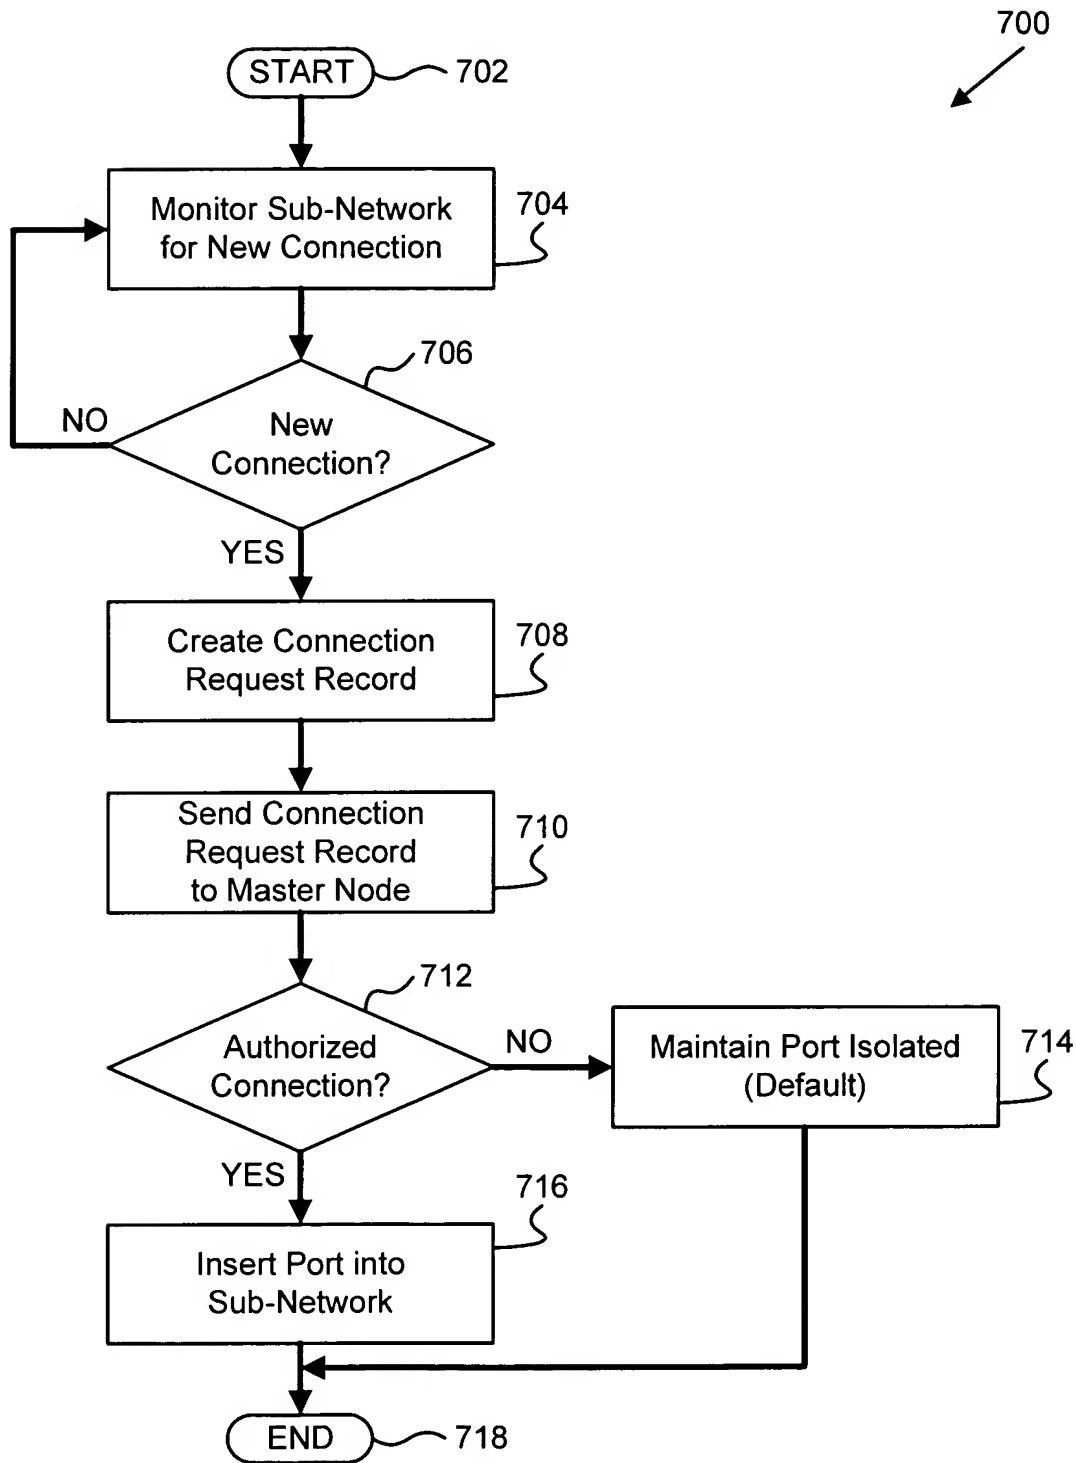 700
START
702
Monitor Sub-Network
for New Connection
704
706
NO
New
Connection?
YES
Create Connection
Request Record
708
Send Connection
Request Record
to Master Node
710
712
Authorized
Connection?
NO
Maintain Port Isolated
(Default)
714
YES
716
Insert Port into
Sub-Network
END
718